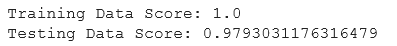 Training Data Score: 1.0
Testing Data Score: 0.9793031176316479